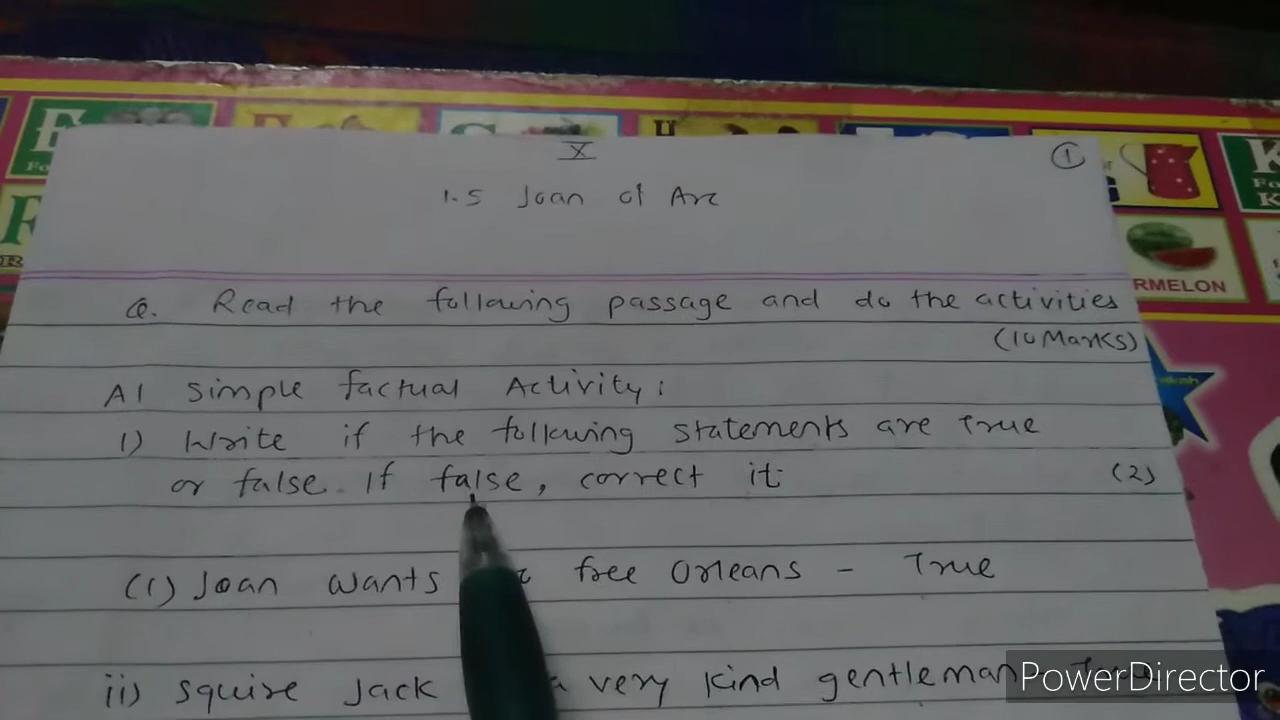 X
①
1.5 Joan of Arc
Q. Read the following passage and do the activities
(10 Marks)
A1 Simple factual Activity:
1) Write if the following statements are True
or false. If false, correct it.
(2)
(1) Joan wants free Orleans - True
ii) Squire Jack a very kind gentleman
RMELON
PowerDirector